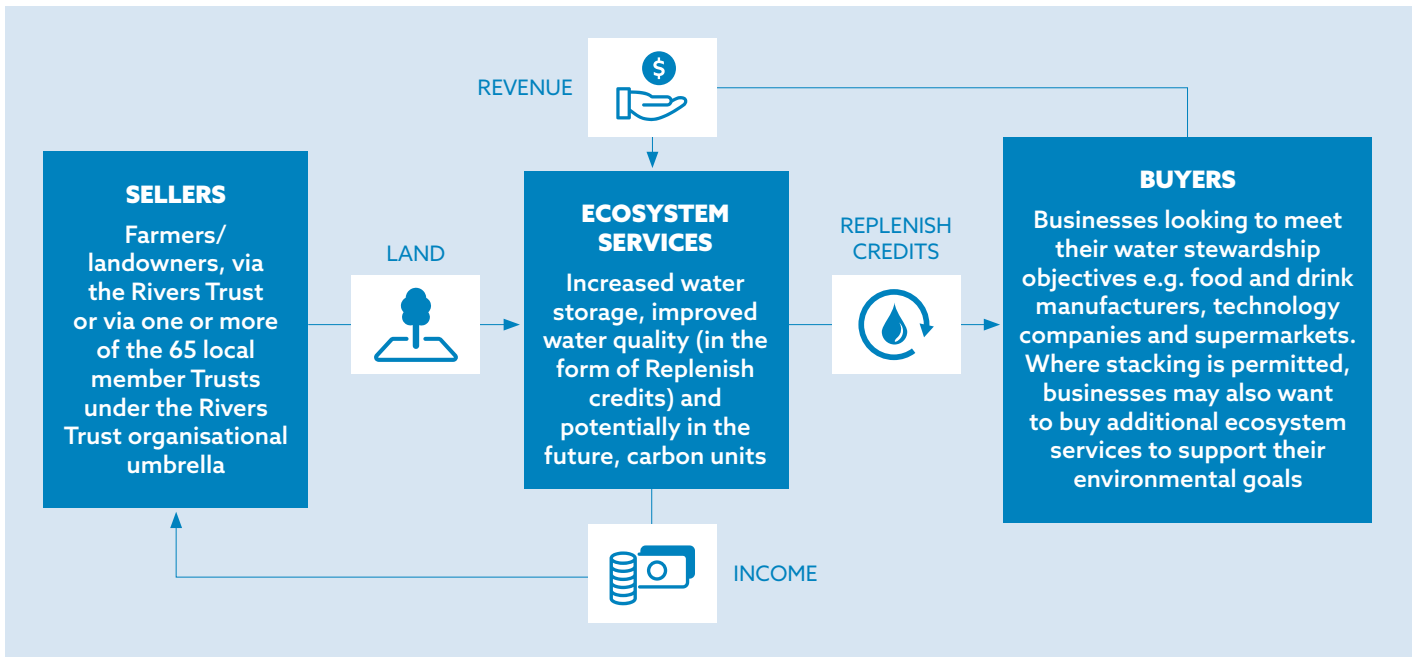 REVENUE
$
SELLERS
Farmers/
landowners, via
the Rivers Trust
or via one or more
of the 65 local
member Trusts
under the Rivers
Trust organisational
umbrella
LAND
ECOSYSTEM
SERVICES
Increased water
storage, improved
water quality (in the
form of Replenish
credits) and
potentially in the
future, carbon units
REPLENISH
CREDITS
BUYERS
Businesses looking to meet
their water stewardship
objectives e.g. food and drink
manufacturers, technology
companies and supermarkets.
Where stacking is permitted,
businesses may also want
to buy additional ecosystem
services to support their
environmental goals
INCOME